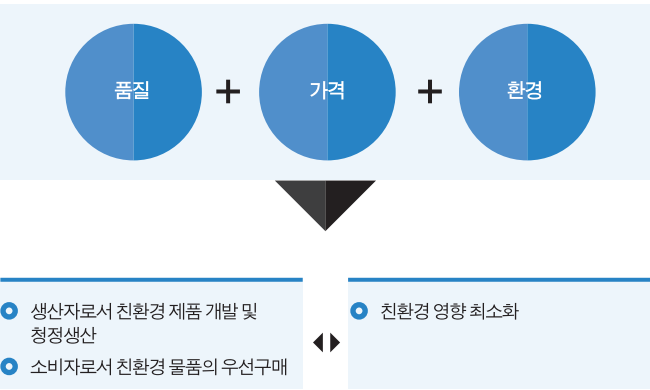 품질 + 가격 + 환경
생산자로서 친환경 제품 개발 및
청정생산
소비자로서 친환경 물품의 우선구매
친환경 영향 최소화